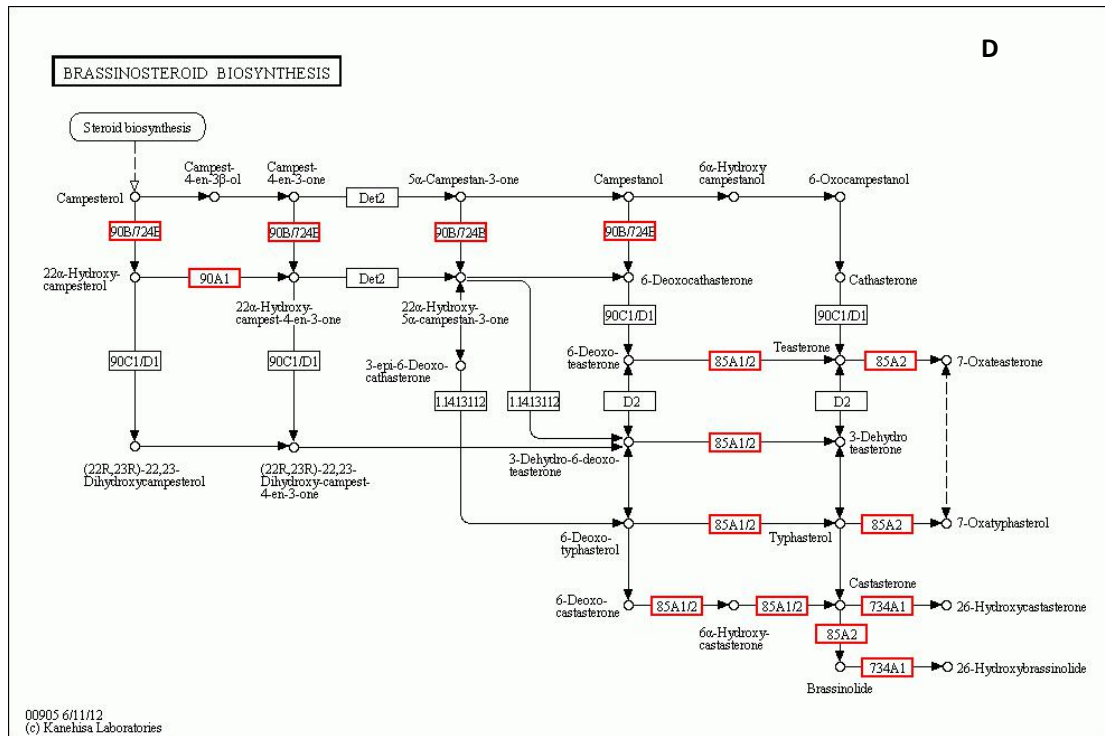 D
BRASSINOSTEROID BIOSYNTHESIS
Steroid biosynthesis
Campesterol
Campest-
4-en-3β-ol
Campest-
4-en-3-one
Det2
5α-Campestan-3-one
Campestanol
6α-Hydroxy
campestanol
6-Oxocampestanol
90B/724B
90B/724B
90B/724B
90B/724B
22α-Hydroxy-
campesterol
90A1
22α-Hydroxy-
campest-4-en-3-one
Det2
22α-Hydroxy-
5α-campestan-3-one
6-Deoxocathasterone
Cathasterone
90C1/D1
90C1/D1
90C1/D1
90C1/D1
3-epi-6-Deoxo-
cathasterone
6-Deoxo-
teasterone
85A1/2
Teasterone
85A2
7-Oxateasterone
1.14.13.112
1.14.13.112
D2
D2
(22R,23R)-22,23-
Dihydroxycampesterol
(22R,23R)-22,23-
Dihydroxy-campest-
4-en-3-one
3-Dehydro-6-deoxo-
teasterone
85A1/2
3-Dehydro
teasterone
6-Deoxo-
typhasterol
85A1/2
Typhasterol
85A2
7-Oxatyphasterol
6-Deoxo-
castasterone
85A1/2
6α-Hydroxy-
castasterone
85A1/2
Castasterone
734A1
26-Hydroxycastasterone
85A2
Brassinolide
734A1
26-Hydroxybrassinolide
00905 6/11/12
(c) Kanehisa Laboratories